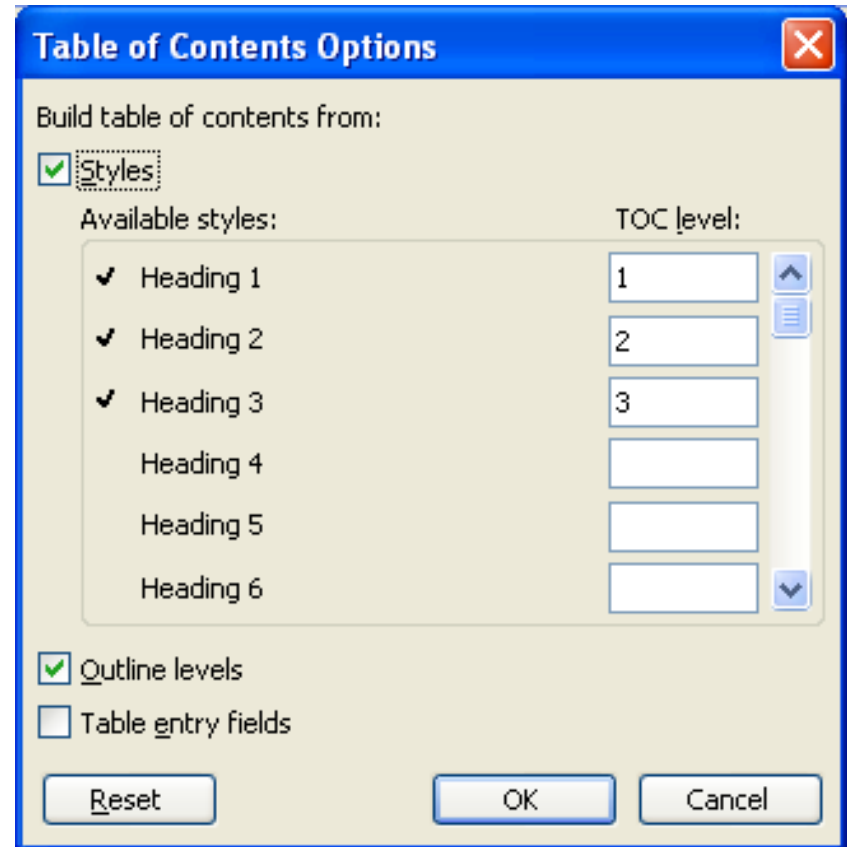 Table of Contents Options
Build table of contents from:
Styles
Available styles: TOC level:
Heading 1 1
Heading 2 2
Heading 3 3
Heading 4
Heading 5
Heading 6
Outline levels
Table entry fields
Reset OK Cancel